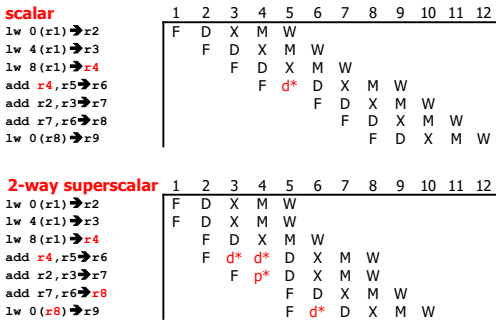 scalar 1 2 3 4 5 6 7 8 9 10 11 12
lw 0(r1)➔r2 F D X M W
lw 4(r1)➔r3 F D X M W
lw 8(r1)➔r4 F D X M W
add r4,r5➔r6 F d* D X M W
add r2,r3➔r7 F D X M W
add r7,r6➔r8 F D X M W
lw 0(r8)➔r9 F D X M W
2-way superscalar 1 2 3 4 5 6 7 8 9 10 11 12
lw 0(r1)➔r2 F D X M W
lw 4(r1)➔r3 F D X M W
lw 8(r1)➔r4 F D X M W
add r4,r5➔r6 F d* d* D X M W
add r2,r3➔r7 F p* D X M W
add r7,r6➔r8 F D X M W
lw 0(r8)➔r9 F d* D X M W